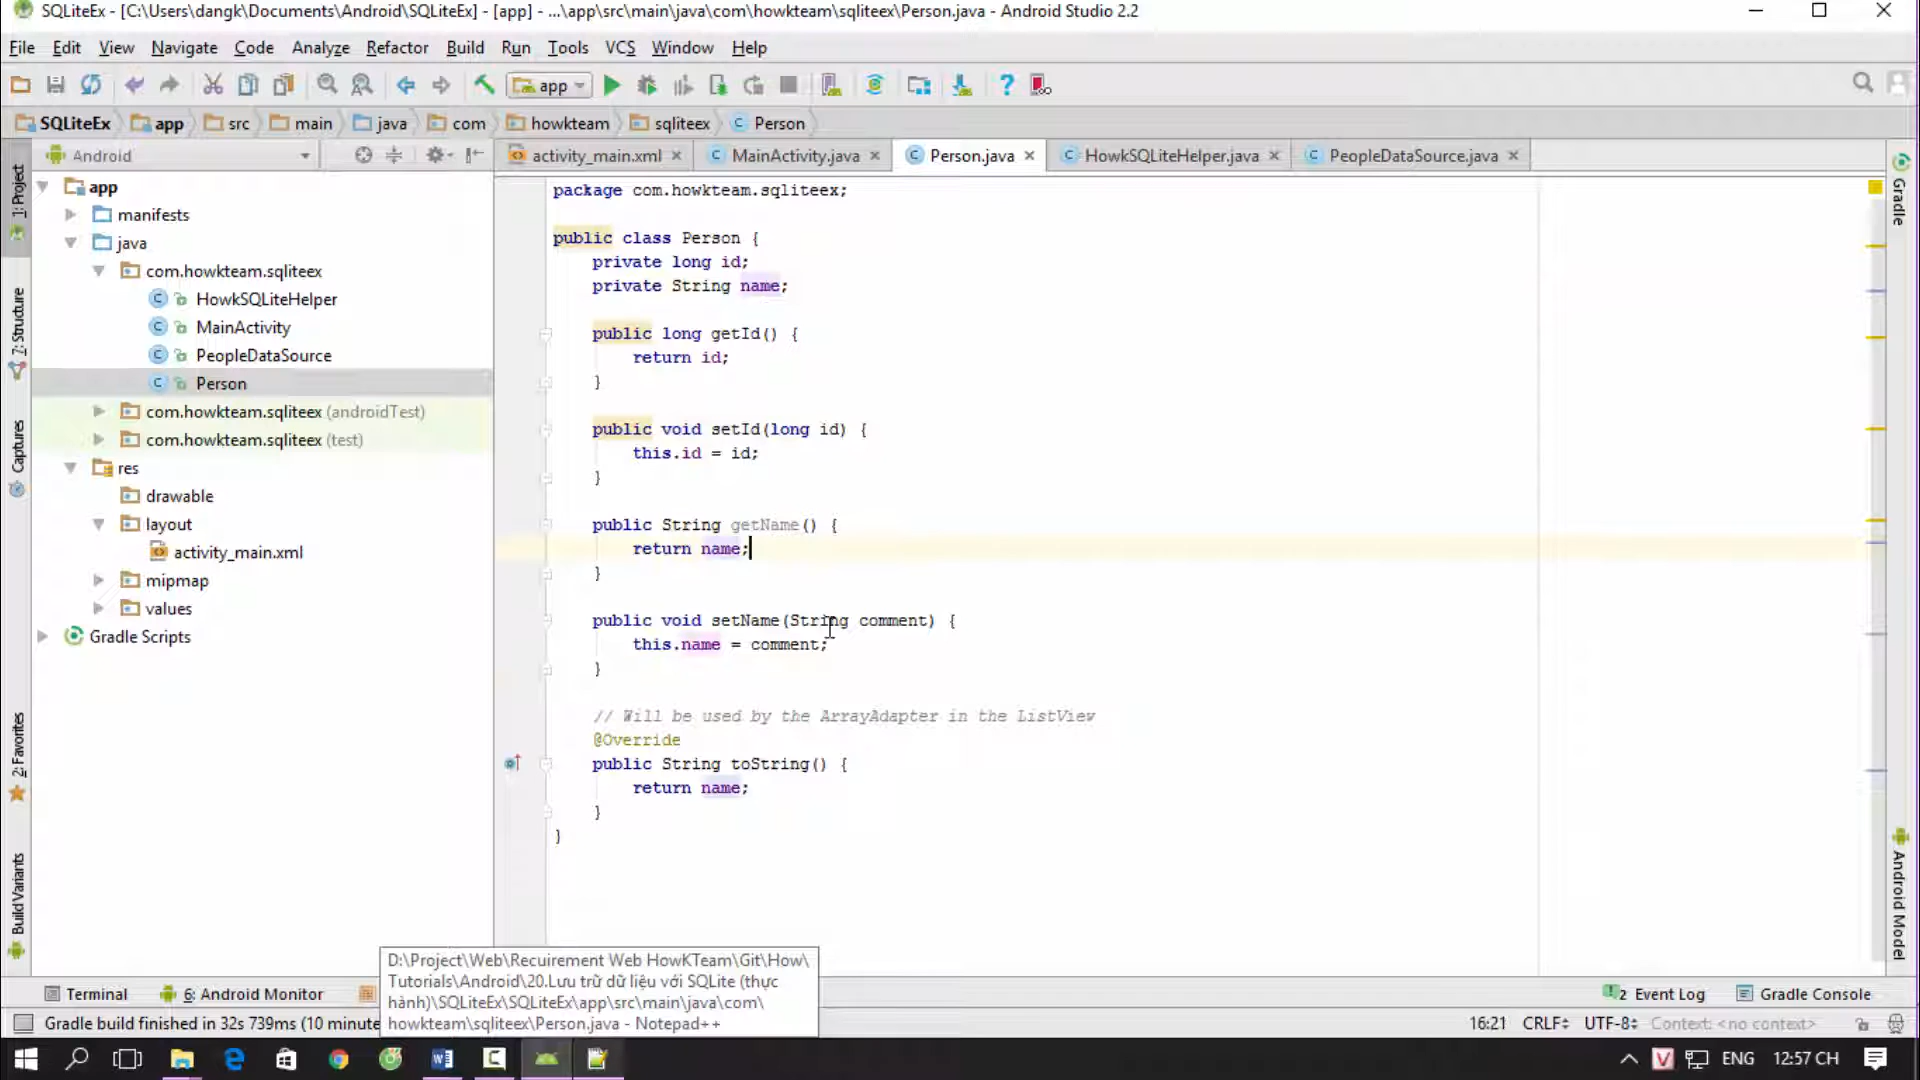 SQLiteEx - [C:\Users\dangk\Documents\Android\SQLiteEx] - [app] - ...\app\src\main\java\com\howkteam\sqliteex\Person.java - Android Studio 2.2
File Edit View Navigate Code Analyze Refactor Build Run Tools VCS Window Help
app
SQLiteEx app src main java com howkteam sqliteex Person
Android
activity_main.xml MainActivity.java Person.java HowkSQLiteHelper.java PeopleDataSource.java
1: Project
7: Structure
Captures
2: Favorites
Build Variants
app
manifests
java
com.howkteam.sqliteex
HowkSQLiteHelper
MainActivity
PeopleDataSource
Person
com.howkteam.sqliteex (androidTest)
com.howkteam.sqliteex (test)
res
drawable
layout
activity_main.xml
mipmap
values
Gradle Scripts
package com.howkteam.sqliteex;
public class Person {
private long id;
private String name;
public long getId() {
return id;
}
public void setId(long id) {
this.id = id;
}
public String getName() {
return name;
}
public void setName(String comment) {
this.name = comment;
}
// Will be used by the ArrayAdapter in the ListView
@Override
public String toString() {
return name;
}
}
Gradle
Android Model
D:\Project\Web\Recuirement Web HowKTeam\Git\How\
Tutorials\Android\20.Lưu trữ dữ liệu với SQLite (thực
hành)\SQLiteEx\SQLiteEx\app\src\main\java\com\
howkteam\sqliteex\Person.java - Notepad++
Terminal 6: Android Monitor 2 Event Log Gradle Console
Gradle build finished in 32s 739ms (10 minute 16:21 CRLF UTF-8 Context: <no context>
ENG 12:57 CH